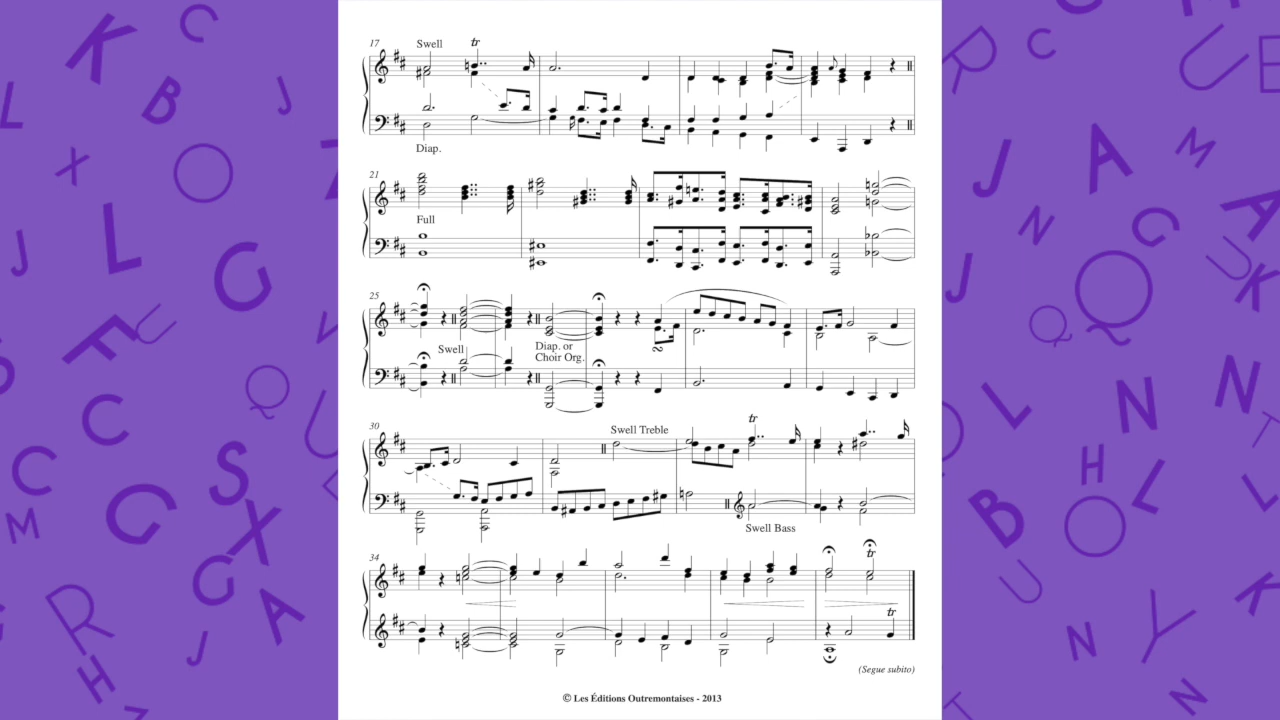 17
Swell
tr
Diap.
21
Full
25
Swell
Diap. or
Choir Org.
30
Swell Treble
tr
Swell Bass
34
tr
tr
(Segue subito)
© Les Éditions Outremontaises - 2013